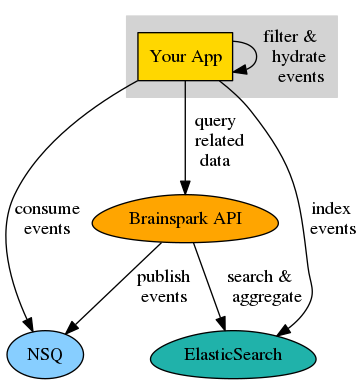 Your App
filter &
hydrate
events
query
related
data
consume
events
Brainspark API
index
events
publish
events
search &
aggregate
NSQ
ElasticSearch